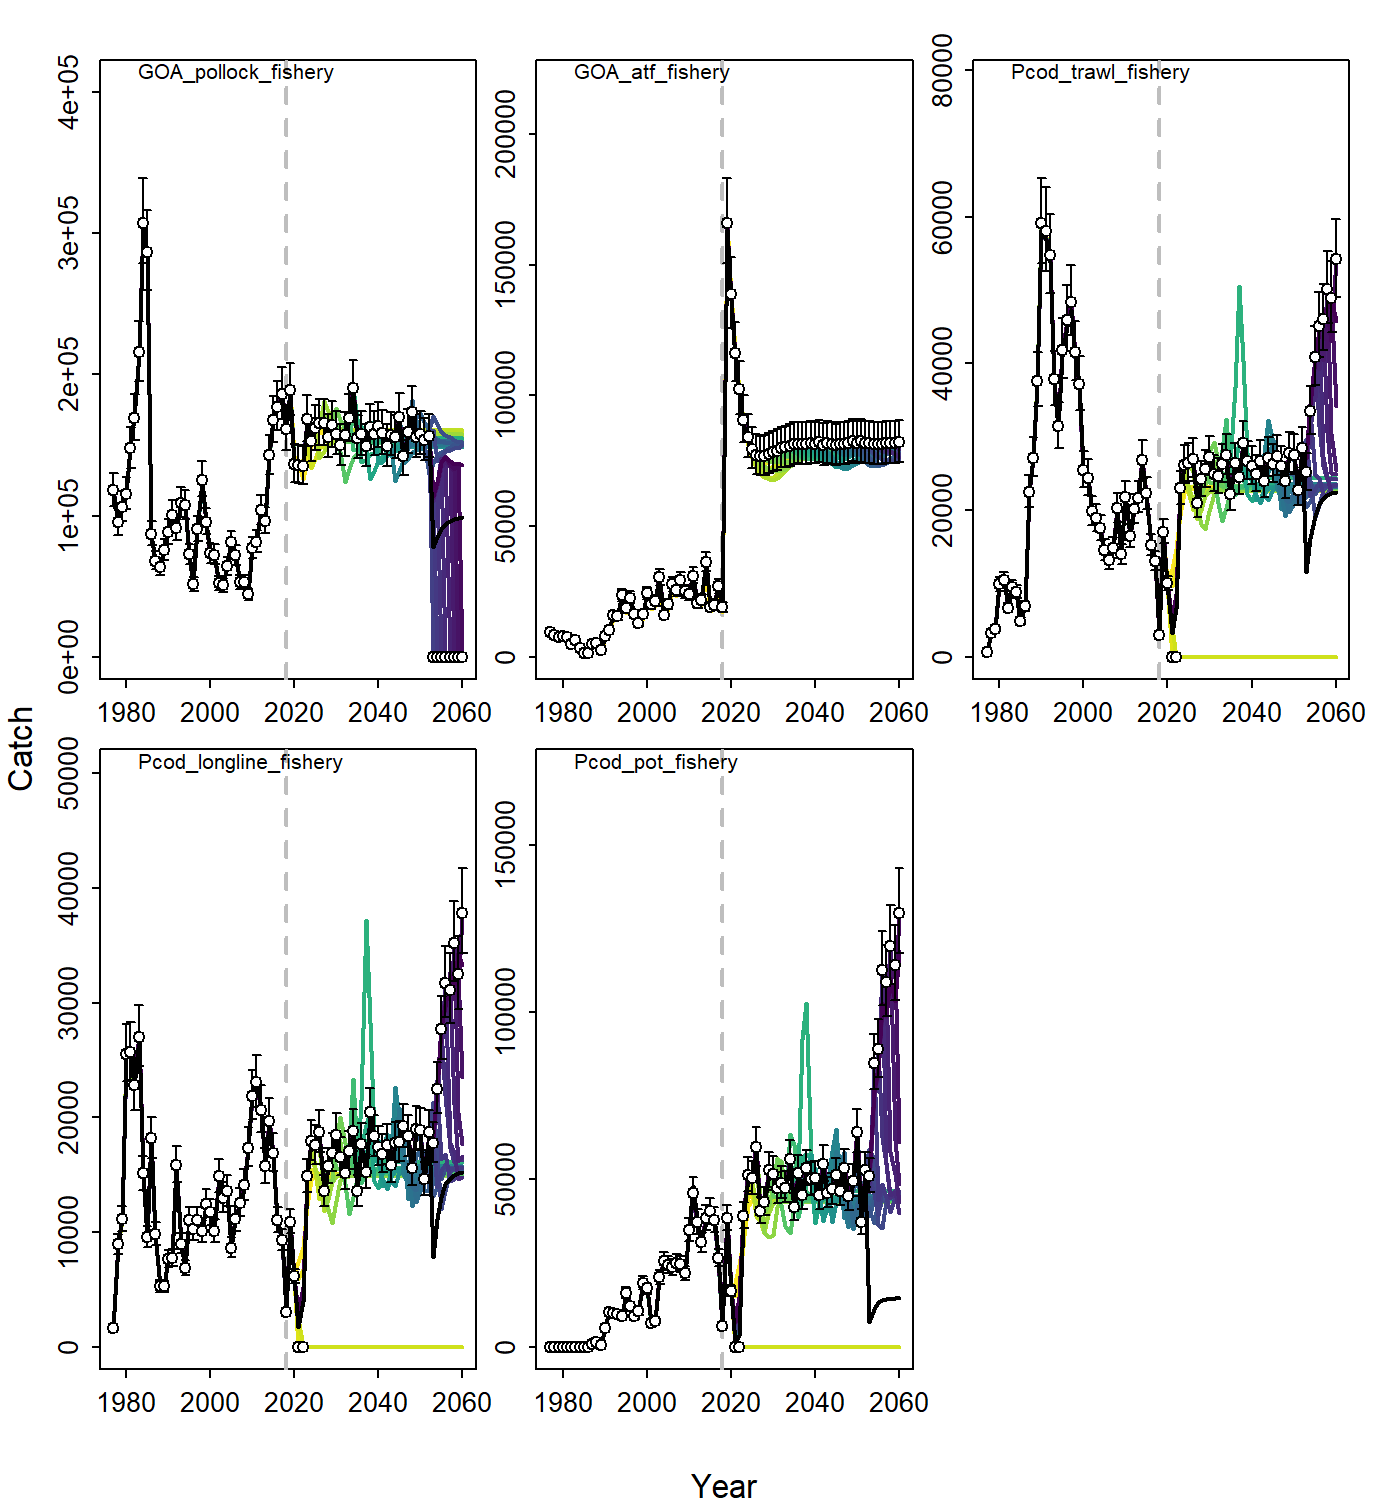 GOA_pollock_fishery
0e+00 1e+05 2e+05 3e+05 4e+05
1980 2000 2020 2040 2060
GOA_atf_fishery
0 50000 100000 150000 200000
1980 2000 2020 2040 2060
Pcod_trawl_fishery
0 20000 40000 60000 80000
1980 2000 2020 2040 2060
Catch
Pcod_longline_fishery
0 10000 20000 30000 40000 50000
1980 2000 2020 2040 2060
Pcod_pot_fishery
0 50000 100000 150000
1980 2000 2020 2040 2060
Year